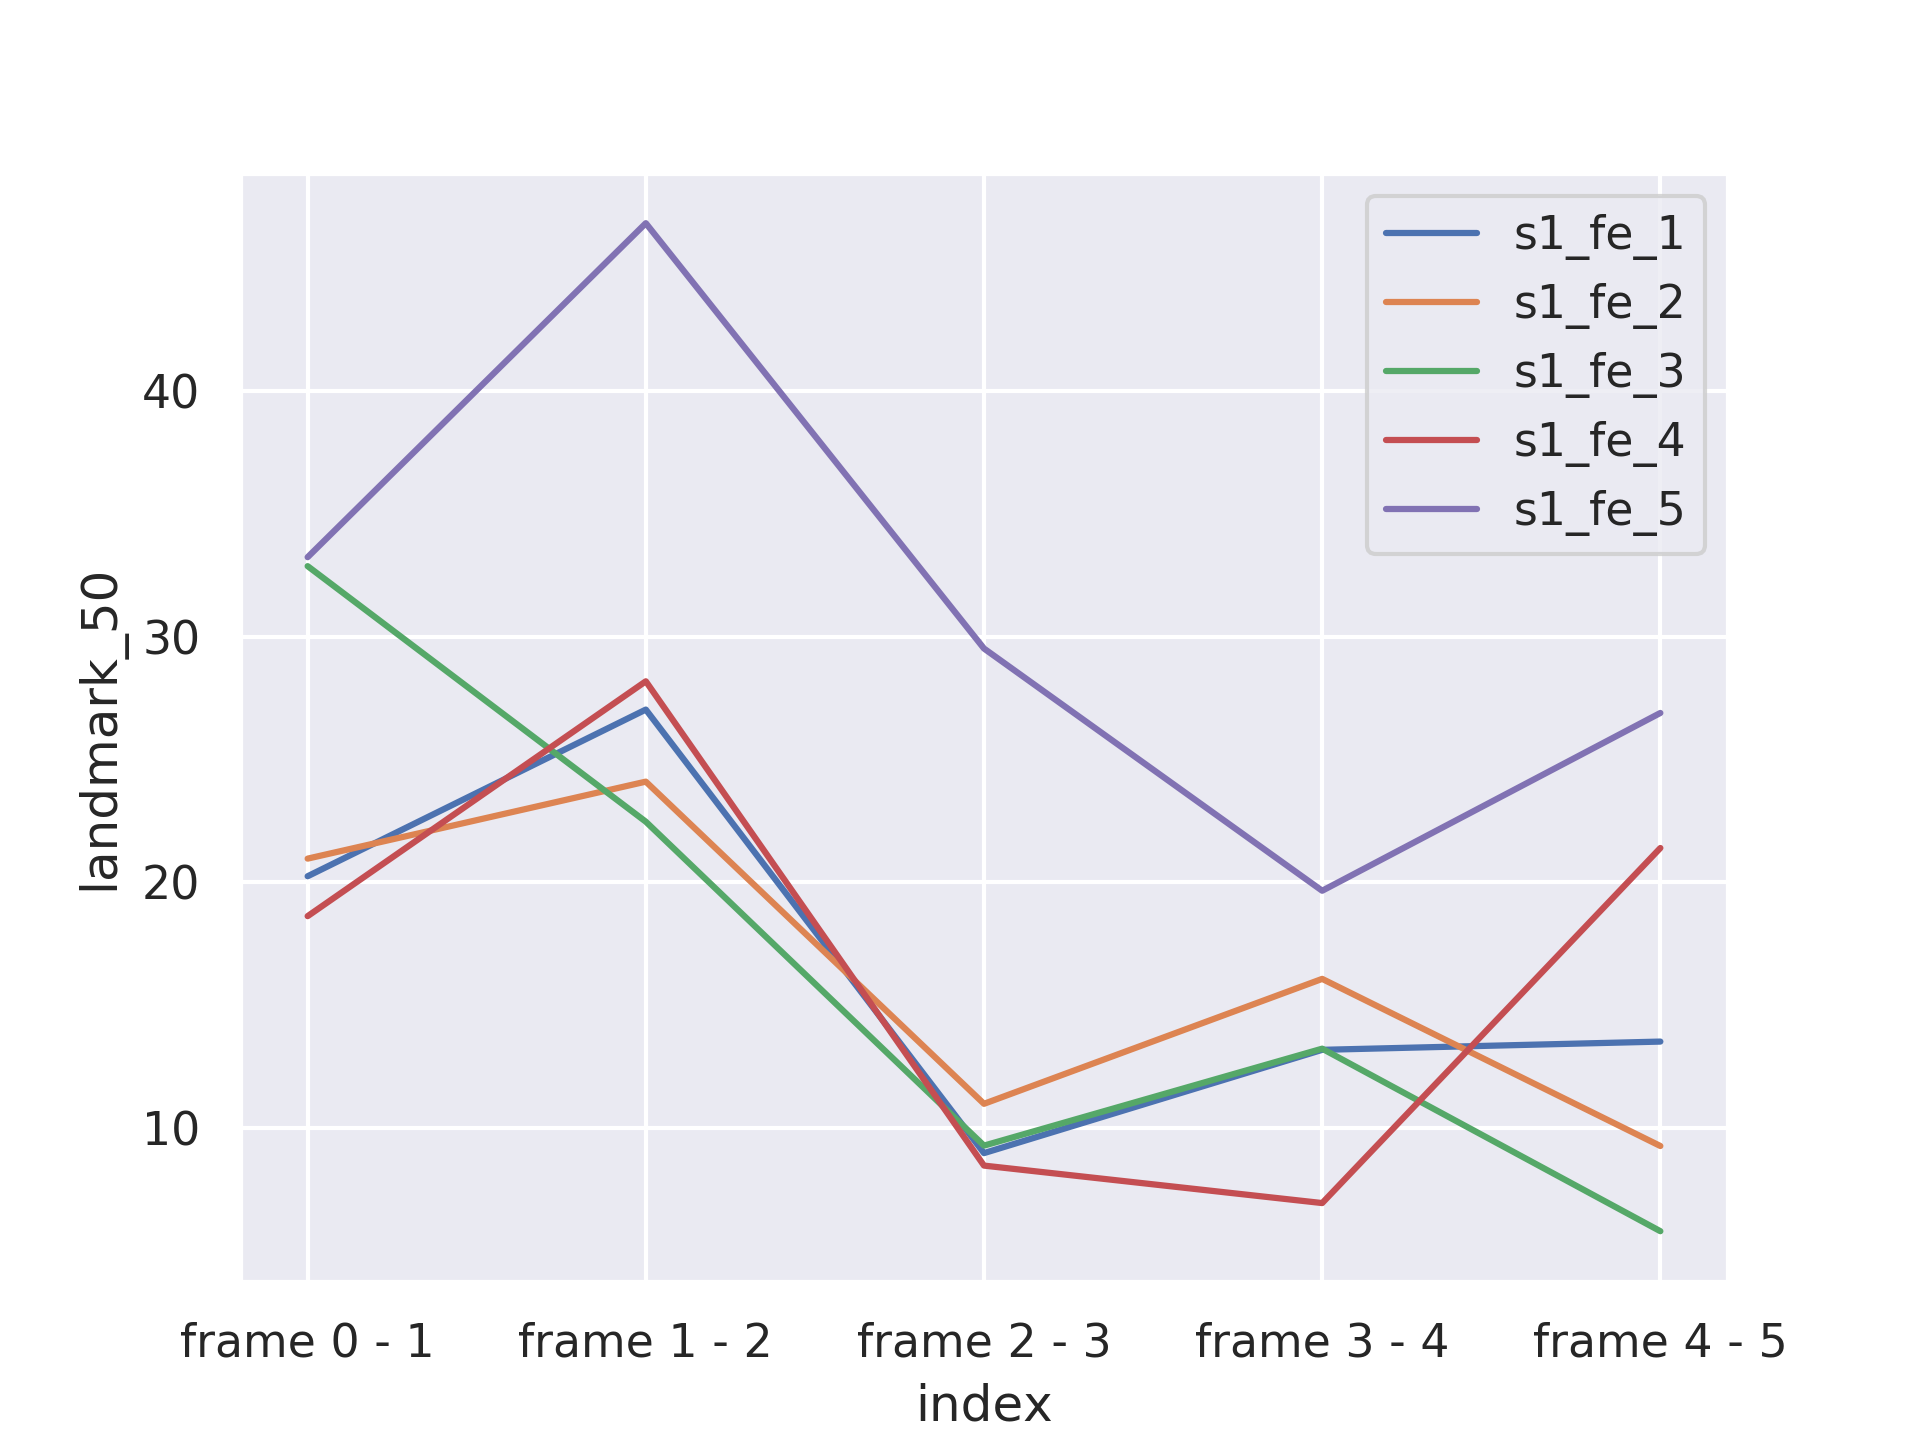 s1_fe_1
s1_fe_2
s1_fe_3
s1_fe_4
s1_fe_5
landmark_50
40
30
20
10
frame 0 - 1
frame 1 - 2
frame 2 - 3
frame 3 - 4
frame 4 - 5
index